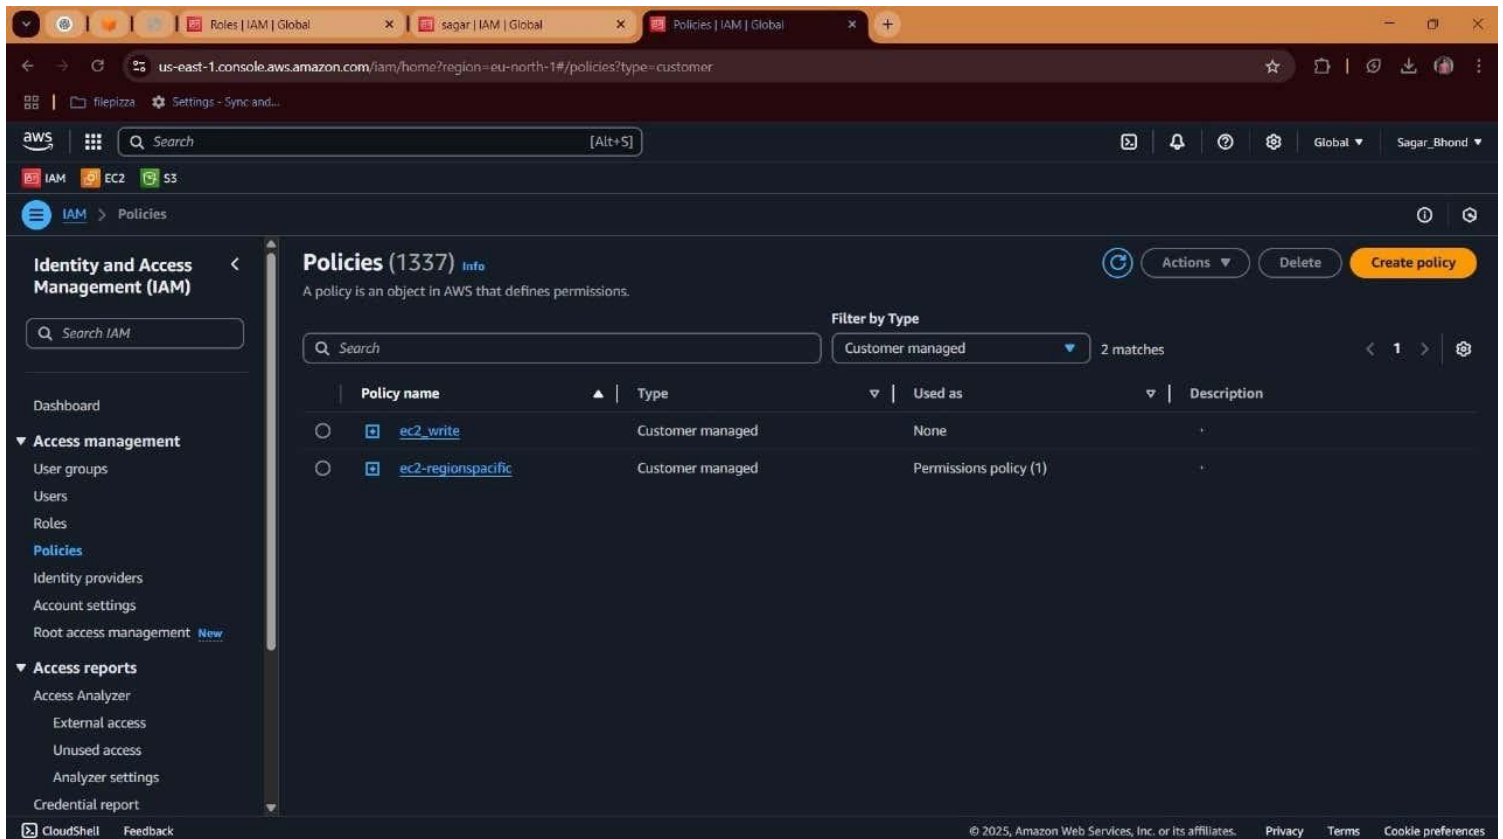 Roles | IAM | Global
sagar | IAM | Global
Policies | IAM | Global
us-east-1.console.aws.amazon.com/iam/home?region=eu-north-1#/policies?type=customer
filepizza Settings - Sync and...
aws Search [Alt+S] Global Sagar_Bhond
IAM EC2 S3
IAM > Policies
Identity and Access
Management (IAM)
Search IAM
Dashboard
Access management
User groups
Users
Roles
Policies
Identity providers
Account settings
Root access management New
Access reports
Access Analyzer
External access
Unused access
Analyzer settings
Credential report
Policies (1337) Info
Actions Delete Create policy
A policy is an object in AWS that defines permissions.
Filter by Type
Search Customer managed 2 matches 1
Policy name Type Used as Description
ec2_write Customer managed None -
ec2-regionspacific Customer managed Permissions policy (1) -
CloudShell Feedback © 2025, Amazon Web Services, Inc. or its affiliates. Privacy Terms Cookie preferences